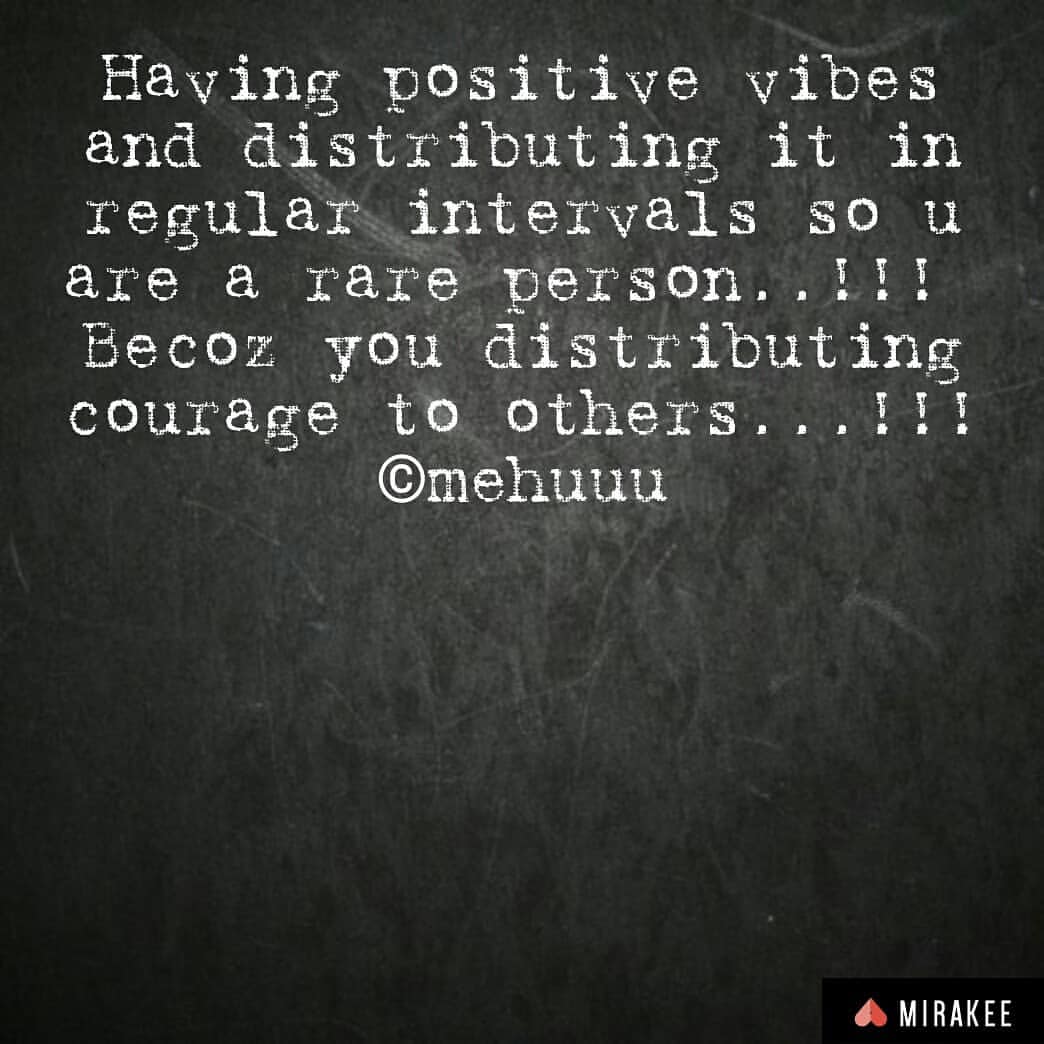 Having positive vibes
and distributing it in
regular intervals so u
are a rare person..!!!
Becoz you distributing
courage to others...!!!
©mehuuu
MIRAKEE